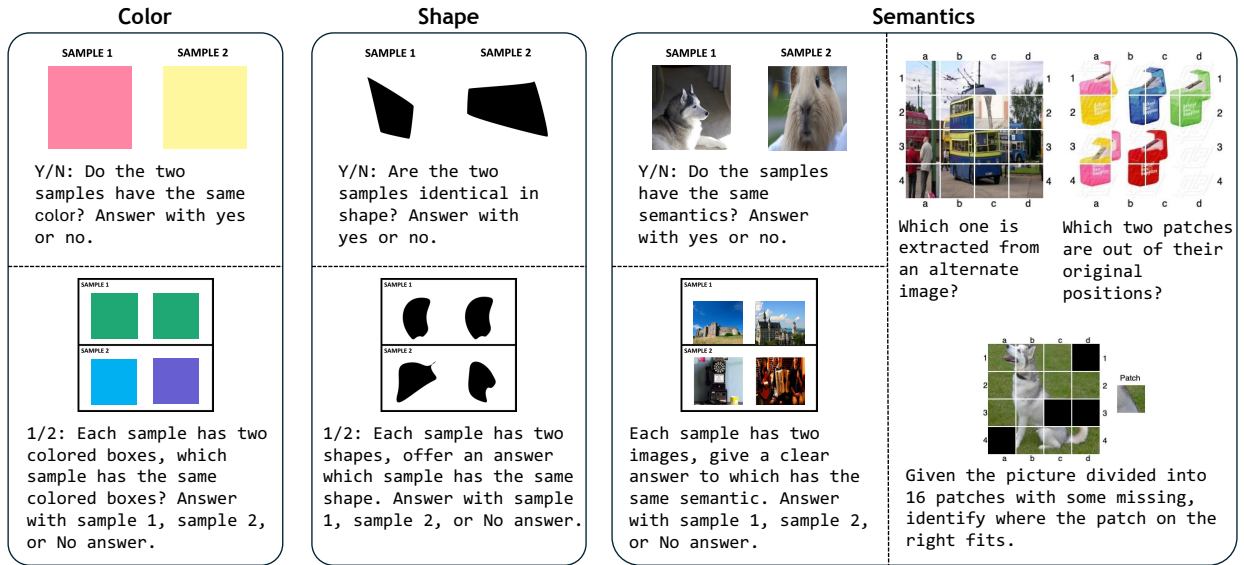 Color
SAMPLE 1 SAMPLE 2
Y/N: Do the two
samples have the same
color? Answer with yes
or no.
SAMPLE 1
SAMPLE 2
1/2: Each sample has two
colored boxes, which
sample has the same
colored boxes? Answer
with sample 1, sample 2,
or No answer.
Shape
SAMPLE 1 SAMPLE 2
Y/N: Are the two
samples identical in
shape? Answer with
yes or no.
SAMPLE 1
SAMPLE 2
1/2: Each sample has two
shapes, offer an answer
which sample has the same
shape. Answer with sample
1, sample 2, or No answer.
Semantics
SAMPLE 1 SAMPLE 2
Y/N: Do the samples
have the same
semantics? Answer
with yes or no.
SAMPLE 1
SAMPLE 2
Each sample has two
images, give a clear
answer to which has the
same semantic. Answer
with sample 1, sample 2,
or No answer.
a b c d
1 1
2 2
3 3
4 4
a b c d
Which one is
extracted from
an alternate
image?
a b c d
1 1
2 2
3 3
4 4
a b c d
Which two patches
are out of their
original
positions?
a b c d
1 1
2 2
3 3
4 4
a b c d
Patch
Given the picture divided into
16 patches with some missing,
identify where the patch on the
right fits.